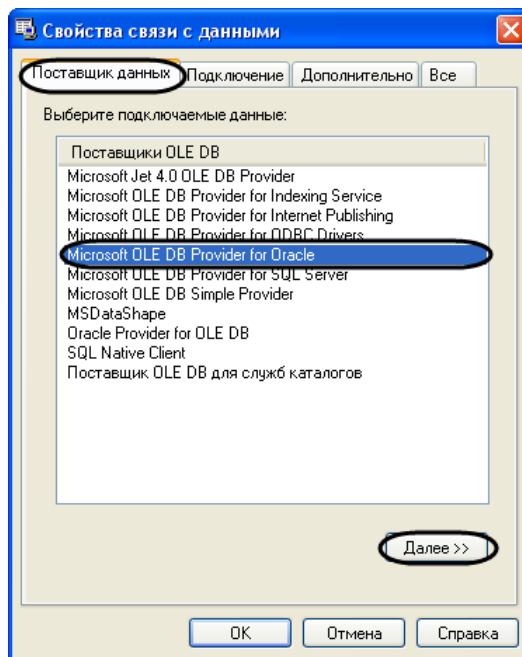 Свойства связи с данными
Поставщик данных Подключение Дополнительно Все
Выберите подключаемые данные:
Поставщики OLE DB
Microsoft Jet 4.0 OLE DB Provider
Microsoft OLE DB Provider for Indexing Service
Microsoft OLE DB Provider for Internet Publishing
Microsoft OLE DB Provider for ODBC Drivers
Microsoft OLE DB Provider for Oracle
Microsoft OLE DB Provider for SQL Server
Microsoft OLE DB Simple Provider
MSDataShape
Oracle Provider for OLE DB
SQL Native Client
Поставщик OLE DB для служб каталогов
Далее >>
OK Отмена Справка